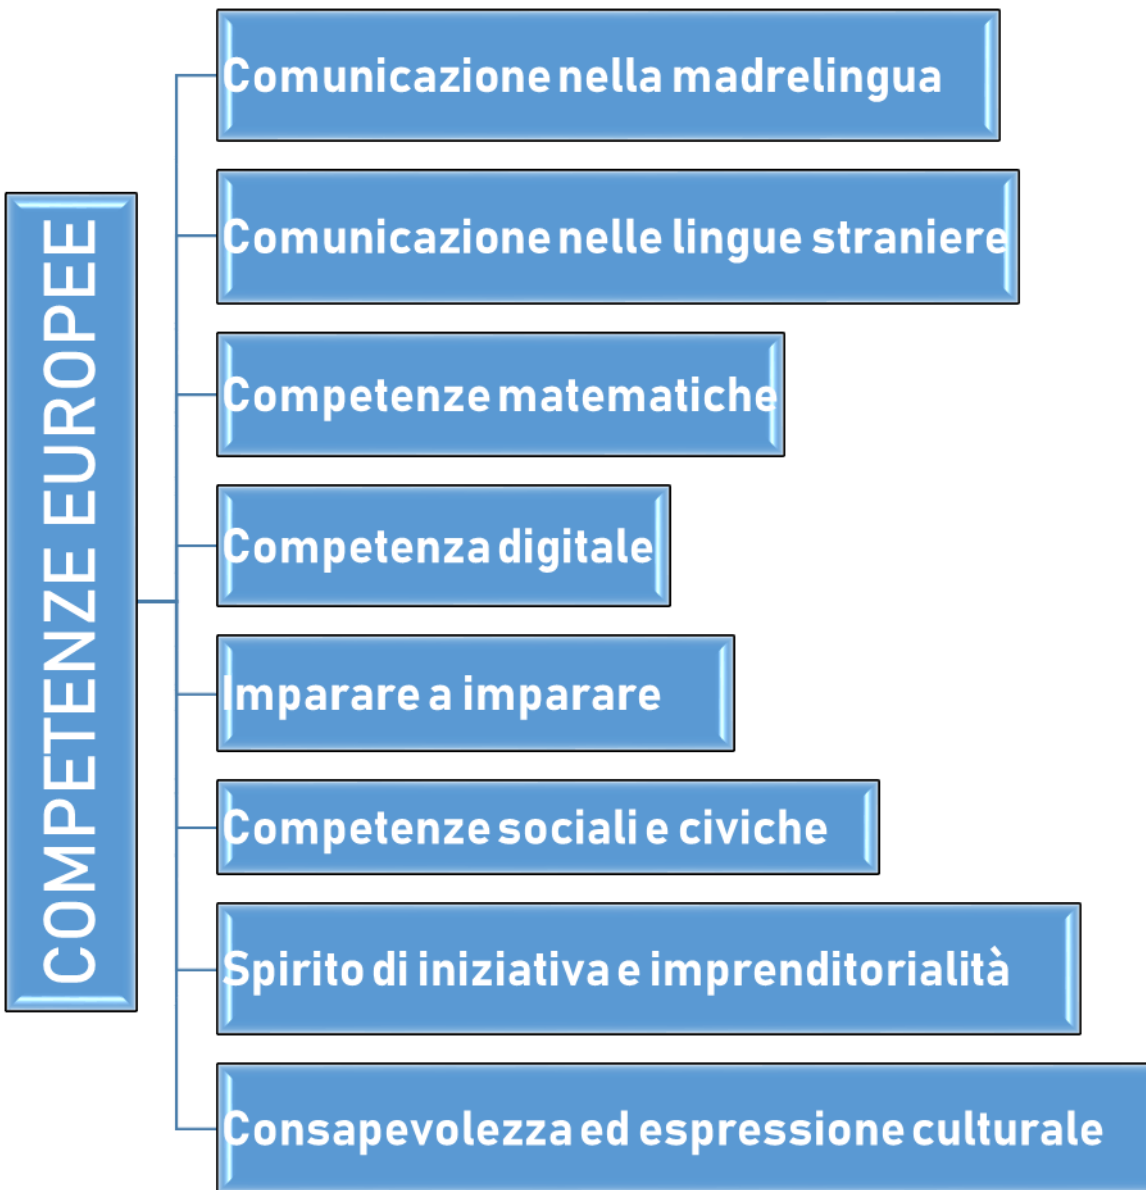 COMPETENZE EUROPEE
Comunicazione nella madrelingua
Comunicazione nelle lingue straniere
Competenze matematiche
Competenza digitale
Imparare a imparare
Competenze sociali e civiche
Spirito di iniziativa e imprenditorialità
Consapevolezza ed espressione culturale